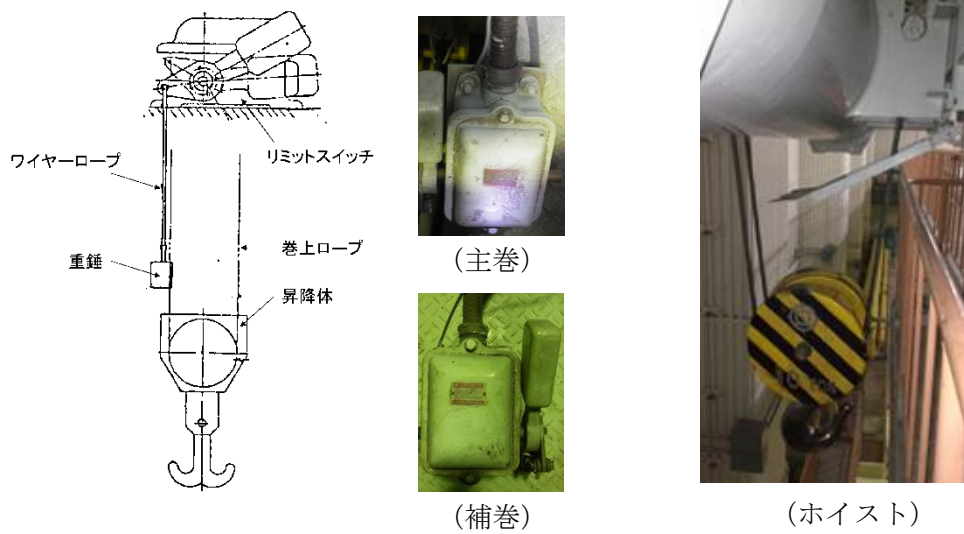 ワイヤーロープ
リミットスイッチ
巻上ロープ
重錘
昇降体
（主巻）
（補巻）
（ホイスト）